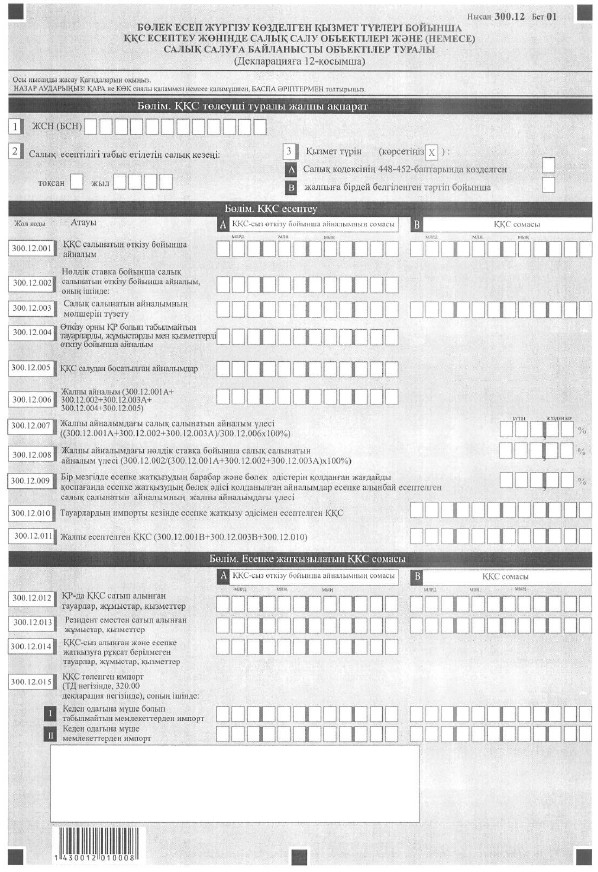 Нысан 300.12 Бет 01
БӨЛЕК ЕСЕП ЖҮРГІЗУ КӨЗДЕЛГЕН ҚЫЗМЕТ ТҮРЛЕРІ БОЙЫНША
ҚҚС ЕСЕПТЕУ ЖӨНІНДЕ САЛЫҚ САЛУ ОБЪЕКТІЛЕРІ ЖӘНЕ (НЕМЕСЕ)
САЛЫҚ САЛУҒА БАЙЛАНЫСТЫ ОБЪЕКТІЛЕР ТУРАЛЫ
(Декларацияға 12-қосымша)
Осы нысанды жасау Қағидаларын оқыңыз.
НАЗАР АУДАРЫҢЫЗ! ҚАРА не КӨК сиялы қаламмен немесе қаламұшпен, БАСПА ӘРІПТЕРМЕН толтырыңыз.
Бөлім. ҚҚС төлеуші туралы жалпы ақпарат
1 ЖСН (БСН)
2 Салық есептілігі табыс етілетін салық кезеңі:
тоқсан жыл
3 Қызмет түрін (көрсетіңіз X ) :
A Салық кодексінің 448-452-баптарында көзделген
B жалпыға бірдей белгіленген тәртіп бойынша
Бөлім. ҚҚС есептеу
Жол коды Атауы A ҚҚС-сыз өткізу бойынша айналымның сомасы B ҚҚС сомасы
млрд млн мың млрд млн мың
300.12.001 ҚҚС салынатын өткізу бойынша
айналым
300.12.002 Нөлдік ставка бойынша салық
салынатын өткізу бойынша айналым,
оның ішінде:
300.12.003 Салық салынатын айналымның
мөлшерін түзету
300.12.004 Өткізу орны ҚР болып табылмайтын
тауарларды, жұмыстарды мен қызметтерді
өткізу бойынша айналым
300.12.005 ҚҚС салудан босатылған айналымдар
300.12.006 Жалпы айналым (300.12.001А+
300.12.002+300.12.003А+
300.12.004+300.12.005)
300.12.007 Жалпы айналымдағы салық салынатын айналым үлесі
((300.12.001А+300.12.002+300.12.003А)/300.12.006х100%) %
300.12.008 Жалпы айналымдағы нөлдік ставка бойынша салық салынатын
айналым үлесі (300.12.002/(300.12.001А+300.12.002+300.12.003А)х100%) %
300.12.009 Бір мезгілде есепке жатқызудың барабар және бөлек әдістерін қолданған жағдайды
қоспағанда есепке жатқызудың бөлек әдісі қолданылған айналымдар есепке алынбай есептелген
салық салынатын айналымның жалпы айналымдағы үлесі %
300.12.010 Тауарлардың импорты кезінде есепке жатқызу әдісімен есептелген ҚҚС
300.12.011 Жалпы есептелген ҚҚС (300.12.001В+300.12.003В+300.12.010)
Бөлім. Есепке жатқызылатын ҚҚС сомасы
A ҚҚС-сыз өткізу бойынша айналымның сомасы B ҚҚС сомасы
млрд млн мың млрд млн мың
300.12.012 ҚР-да ҚҚС сатып алынған
тауарлар, жұмыстар, қызметтер
300.12.013 Резидент еместен сатып алынған
жұмыстар, қызметтер
300.12.014 ҚҚС-сыз алынған және есепке
жатқызуға рұқсат берілмеген
тауарлар, жұмыстар, қызметтер
300.12.015 ҚҚС төленген импорт
(ТД негізінде, 320.00
декларация негізінде), соның ішінде:
I Кеден одағына мүше болып
табылмайтын мемлекеттерден импорт
II Кеден одағына мүше
мемлекеттерден импорт
1430012010008